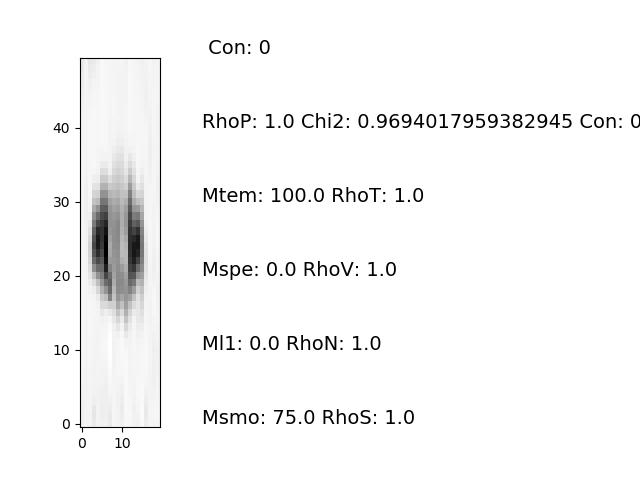 Con: 0
RhoP: 1.0 Chi2: 0.9694017959382945 Con: 0
Mtem: 100.0 RhoT: 1.0
Mspe: 0.0 RhoV: 1.0
Ml1: 0.0 RhoN: 1.0
Msmo: 75.0 RhoS: 1.0
40
30
20
10
0
0 10